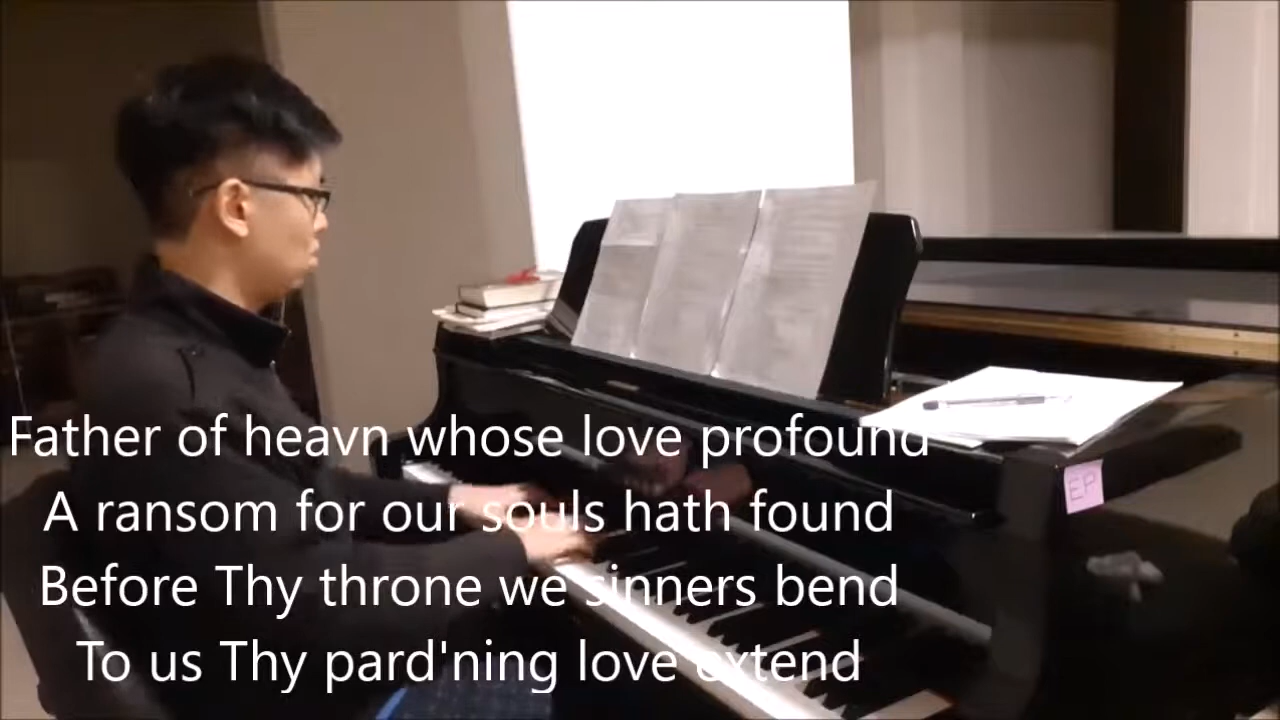 Father of heavn whose love profound
A ransom for our souls hath found
Before Thy throne we sinners bend
To us Thy pard'ning love extend
EP